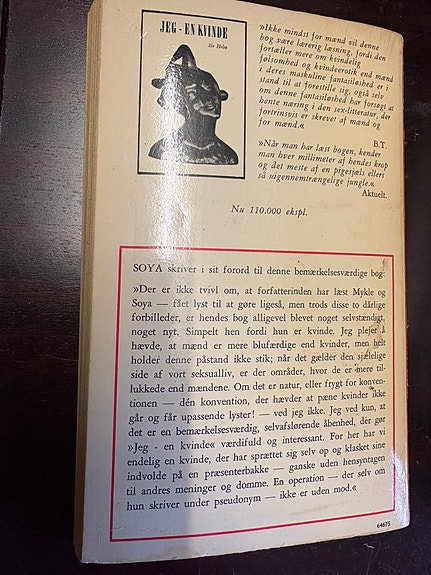 JEG - EN KVINDE
Siv Holm
»Ikke mindst for mænd vil denne
bog være lærerig læsning, fordi den
fortæller mere om kvindelig
følsomhed og kvindeerotik end mænd
i deres maskuline fantasiløshed er i
stand til at forestille sig, også selv
om denne fantasiløshed har forsøgt at
hente næring i den sex-litteratur, der
fortrinsvis er skrevet af mænd og
for mænd.«
B.T.
»Når man har læst bogen, kender
man hver millimeter af hendes krop
og det meste af en pigesjæls ellers
så uigennemtrængelige jungle.«
Aktuelt.
Nu 110.000 ekspl.
SOYA skriver i sit forord til denne bemærkelsesværdige bog:
»Der er ikke tvivl om, at forfatterinden har læst Mykle og
Soya — fået lyst til at gøre ligeså, men trods disse to dårlige
forbilleder, er hendes bog alligevel blevet noget selvstændigt,
noget nyt. Simpelt hen fordi hun er kvinde. Jeg plejer å
hævde, at mænd er mere blufærdige end kvinder, men helt
holder denne påstand ikke stik; når det gælder den sjælelige
side af vort seksualliv, er der områder, hvor de er mere til-
lukkede end mændene. Om det er natur, eller frygt for konven-
tionen — dén konvention, der hævder at pæne kvinder ikke
går og får upassende lyster! — ved jeg ikke. Jeg ved kun, at
det er en bemærkelsesværdig, selvafslørende åbenhed, der gør
»Jeg - en kvinde« værdifuld og interessant. For her har vi
endelig en kvinde, der har sprættet sig selv op og klasket sine
indvolde på en præsenterbakke — ganske uden hensyntagen
til andres meninger og domme. En operation — der selv om
hun skriver under pseudonym — ikke er uden mod.«
64675